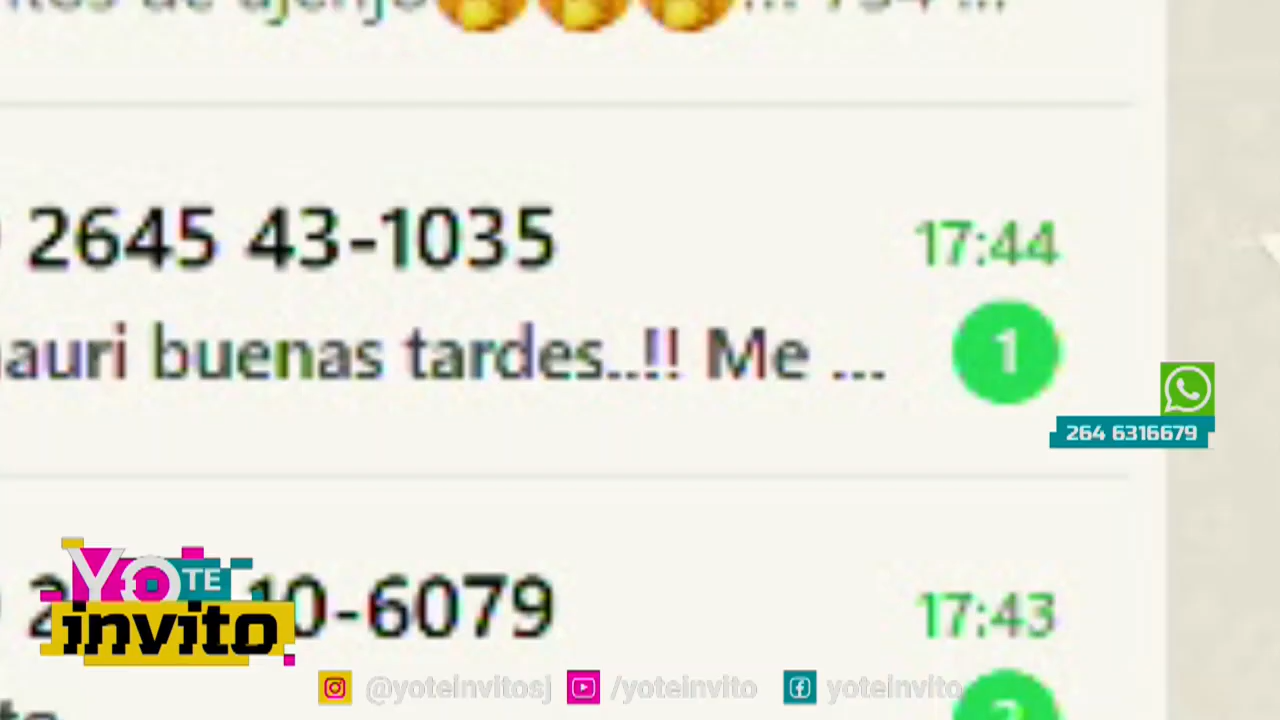 2645 43-1035
17:44
auri buenas tardes..!! Me ...
1
264 6316679
10-6079
17:43
YO TE
invito
@yoteinvitosj /yoteinvito yoteinvito